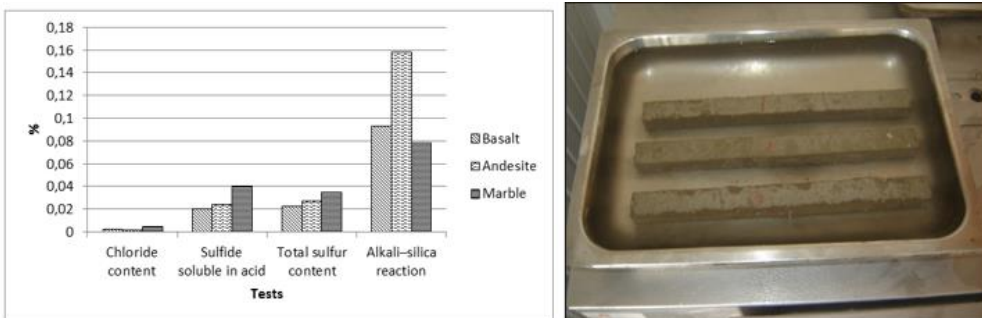 0,18
0,16
0,14
0,12
0,1
0,08
0,06
0,04
0,02
0
%
Chloride
content
Sulfide
soluble in acid
Total sulfur
content
Alkali–silica
reaction
Tests
Basalt
Andesite
Marble